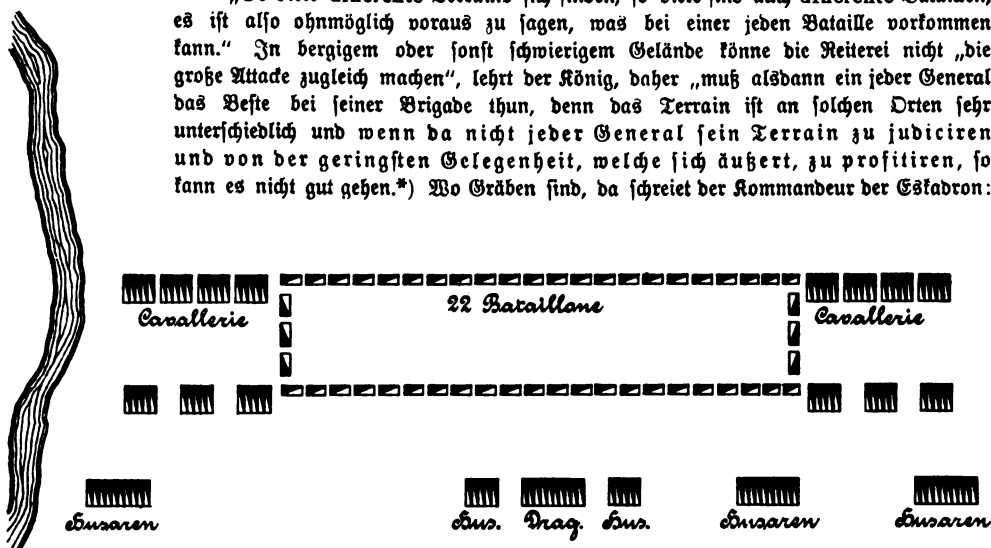 es ist also ohnmöglich voraus zu sagen, was bei einer jeden Bataille vorkommen
kann.“ In bergigem oder sonst schwierigem Gelände könne die Reiterei nicht „die
große Attacke zugleich machen“, lehrt der König, daher „muß alsdann ein jeder General
das Beste bei seiner Brigade thun, denn das Terrain ist an solchen Orten sehr
unterschiedlich und wenn da nicht jeder General sein Terrain zu judiciren
und von der geringsten Gelegenheit, welche sich äußert, zu profitiren, so
kann es nicht gut gehen.*) Wo Gräben sind, da schreiet der Kommandeur der Eskadron:
22 Bataillone
Cavallerie
Cavallerie
Husaren
Hus.
Drag.
Hus.
Husaren
Husaren